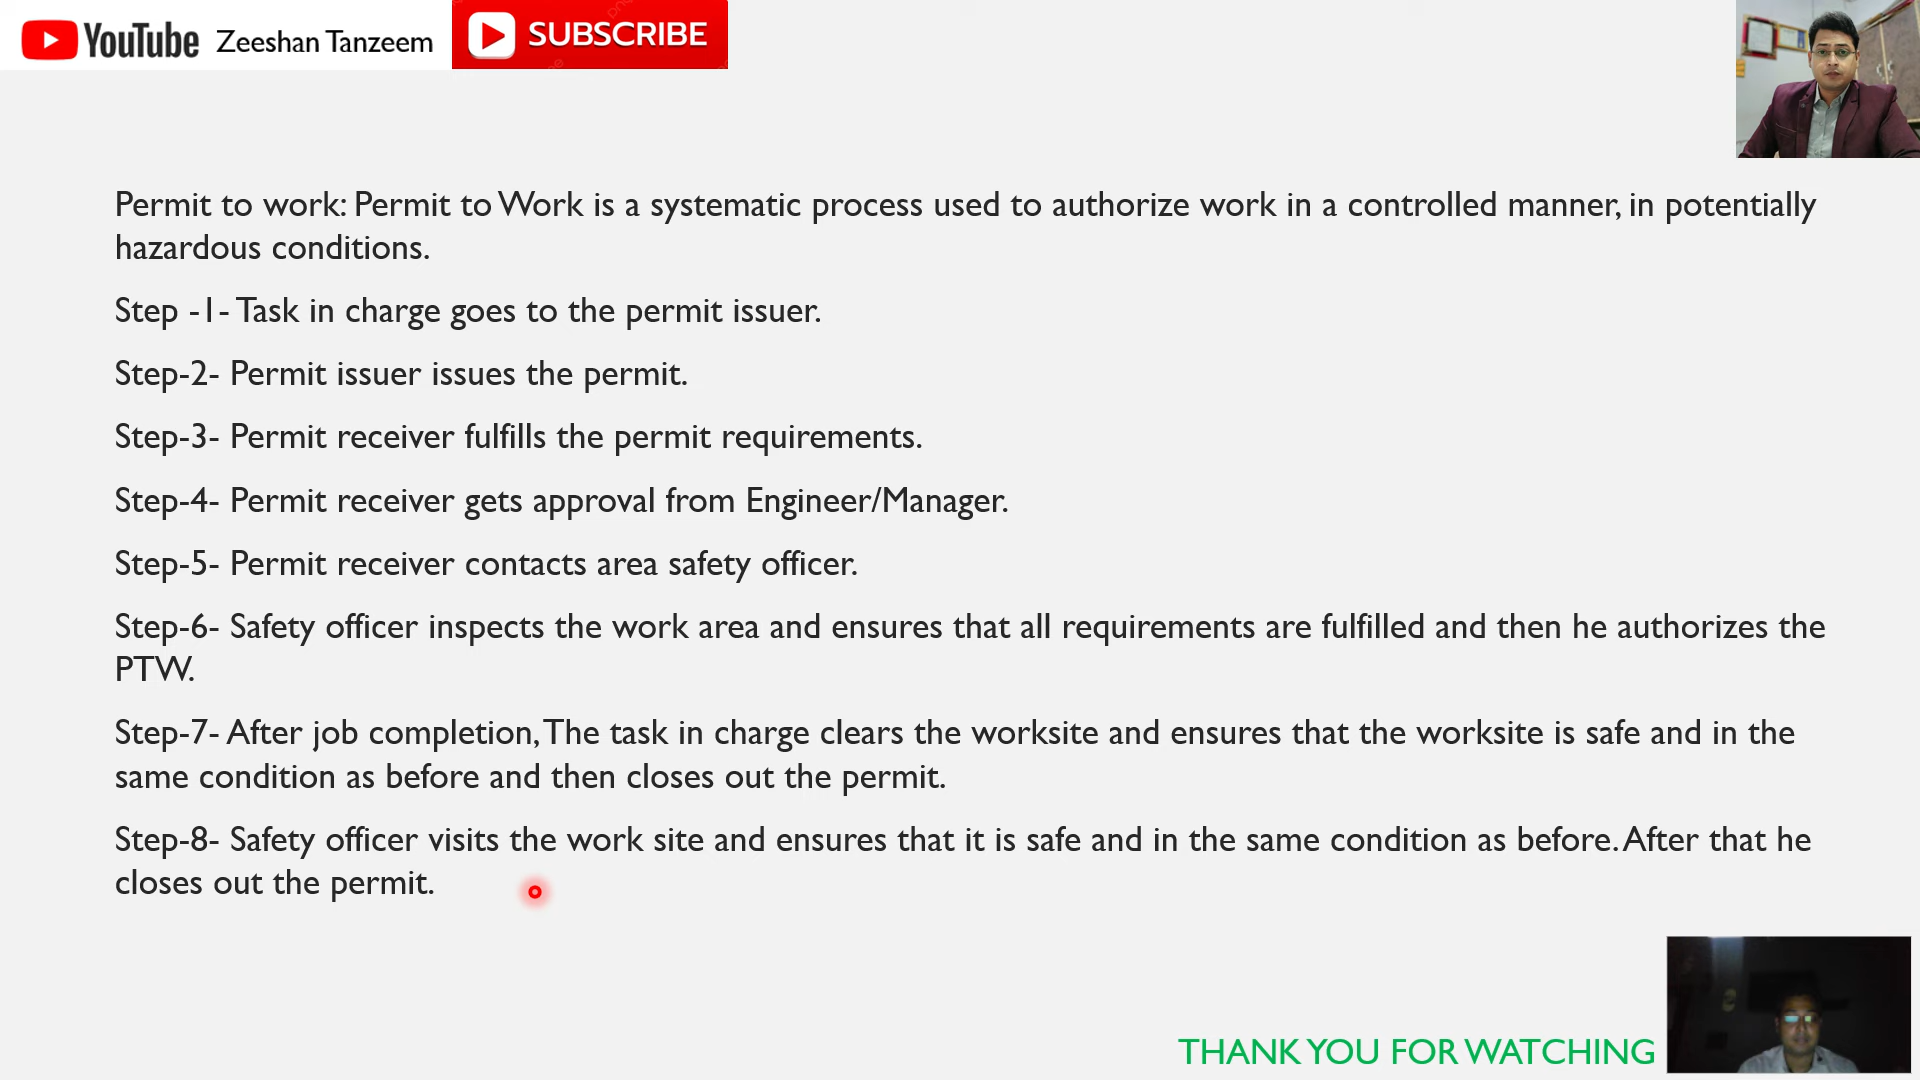 YouTube Zeeshan Tanzeem SUBSCRIBE
Permit to work: Permit to Work is a systematic process used to authorize work in a controlled manner, in potentially
hazardous conditions.
Step -1- Task in charge goes to the permit issuer.
Step-2- Permit issuer issues the permit.
Step-3- Permit receiver fulfills the permit requirements.
Step-4- Permit receiver gets approval from Engineer/Manager.
Step-5- Permit receiver contacts area safety officer.
Step-6- Safety officer inspects the work area and ensures that all requirements are fulfilled and then he authorizes the
PTW.
Step-7- After job completion, The task in charge clears the worksite and ensures that the worksite is safe and in the
same condition as before and then closes out the permit.
Step-8- Safety officer visits the work site and ensures that it is safe and in the same condition as before. After that he
closes out the permit.
THANK YOU FOR WATCHING